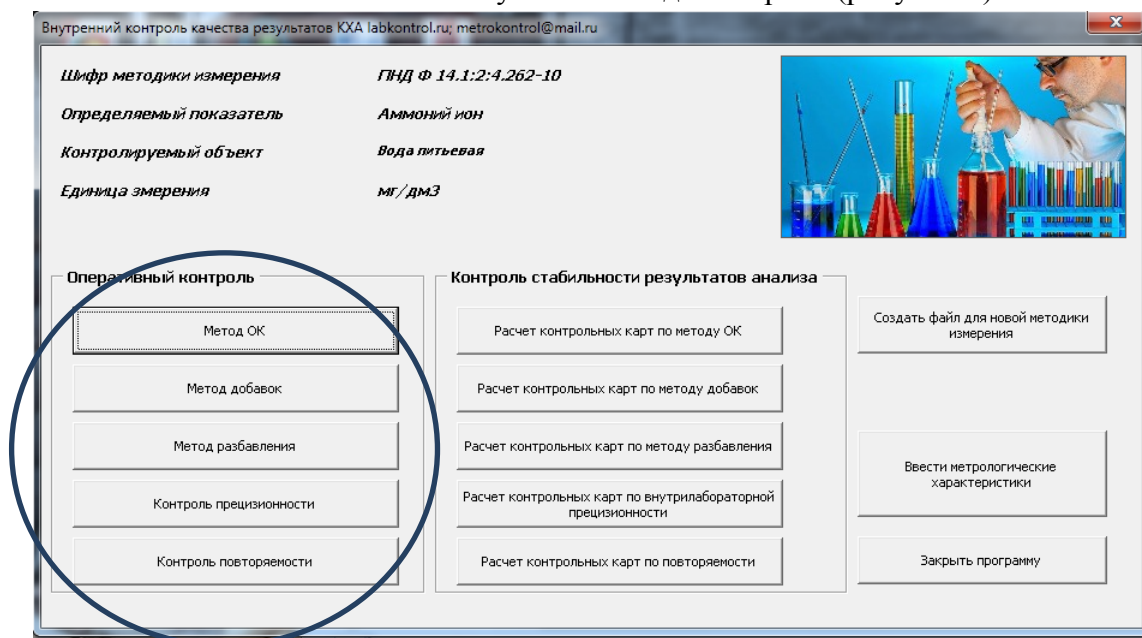 Внутренний контроль качества результатов КХА labkontrol.ru; metrokontrol@mail.ru
Шифр методики измерения ПНД Ф 14.1:2:4.262-10
Определяемый показатель Аммоний ион
Контролируемый объект Вода питьевая
Единица змерения мг/дм3
Оперативный контроль
Метод ОК
Метод добавок
Метод разбавления
Контроль прецизионности
Контроль повторяемости
Контроль стабильности результатов анализа
Расчет контрольных карт по методу ОК
Расчет контрольных карт по методу добавок
Расчет контрольных карт по методу разбавления
Расчет контрольных карт по внутрилабораторной
прецизионности
Расчет контрольных карт по повторяемости
Создать файл для новой методики
измерения
Ввести метрологические
характеристики
Закрыть программу